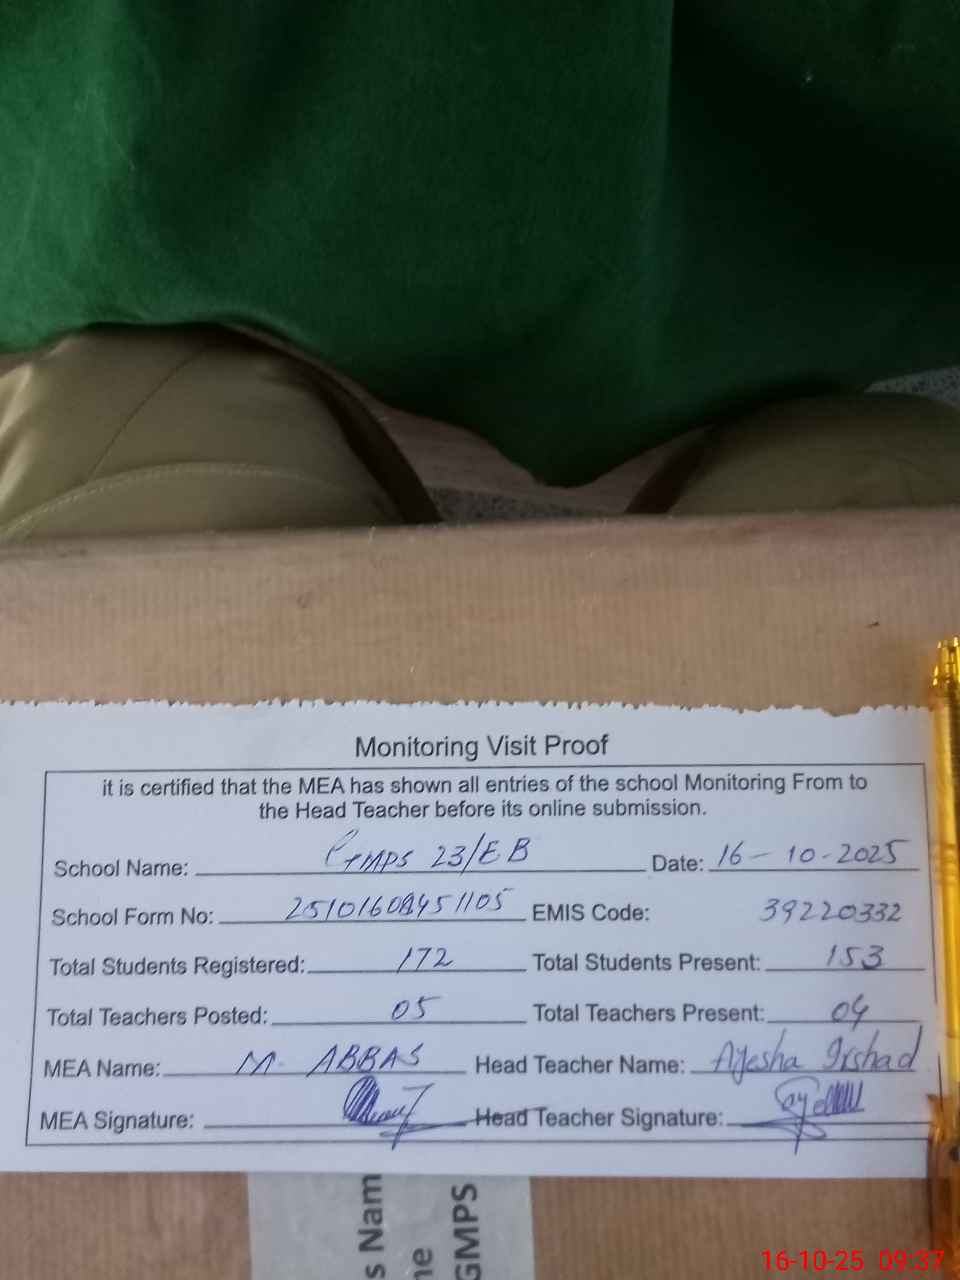 Monitoring Visit Proof
it is certified that the MEA has shown all entries of the school Monitoring From to
the Head Teacher before its online submission.
School Name: GMPS 23/EB Date: 16-10-2025
School Form No: EMIS Code: 39220332
Total Students Registered: 172 Total Students Present: 153
Total Teachers Posted: 05 Total Teachers Present: 04
MEA Name: M. ABBAS Head Teacher Name: Ayesha Irshad
MEA Signature: Head Teacher Signature:
s Nam
ne
GMPS
16-10-25 09:37